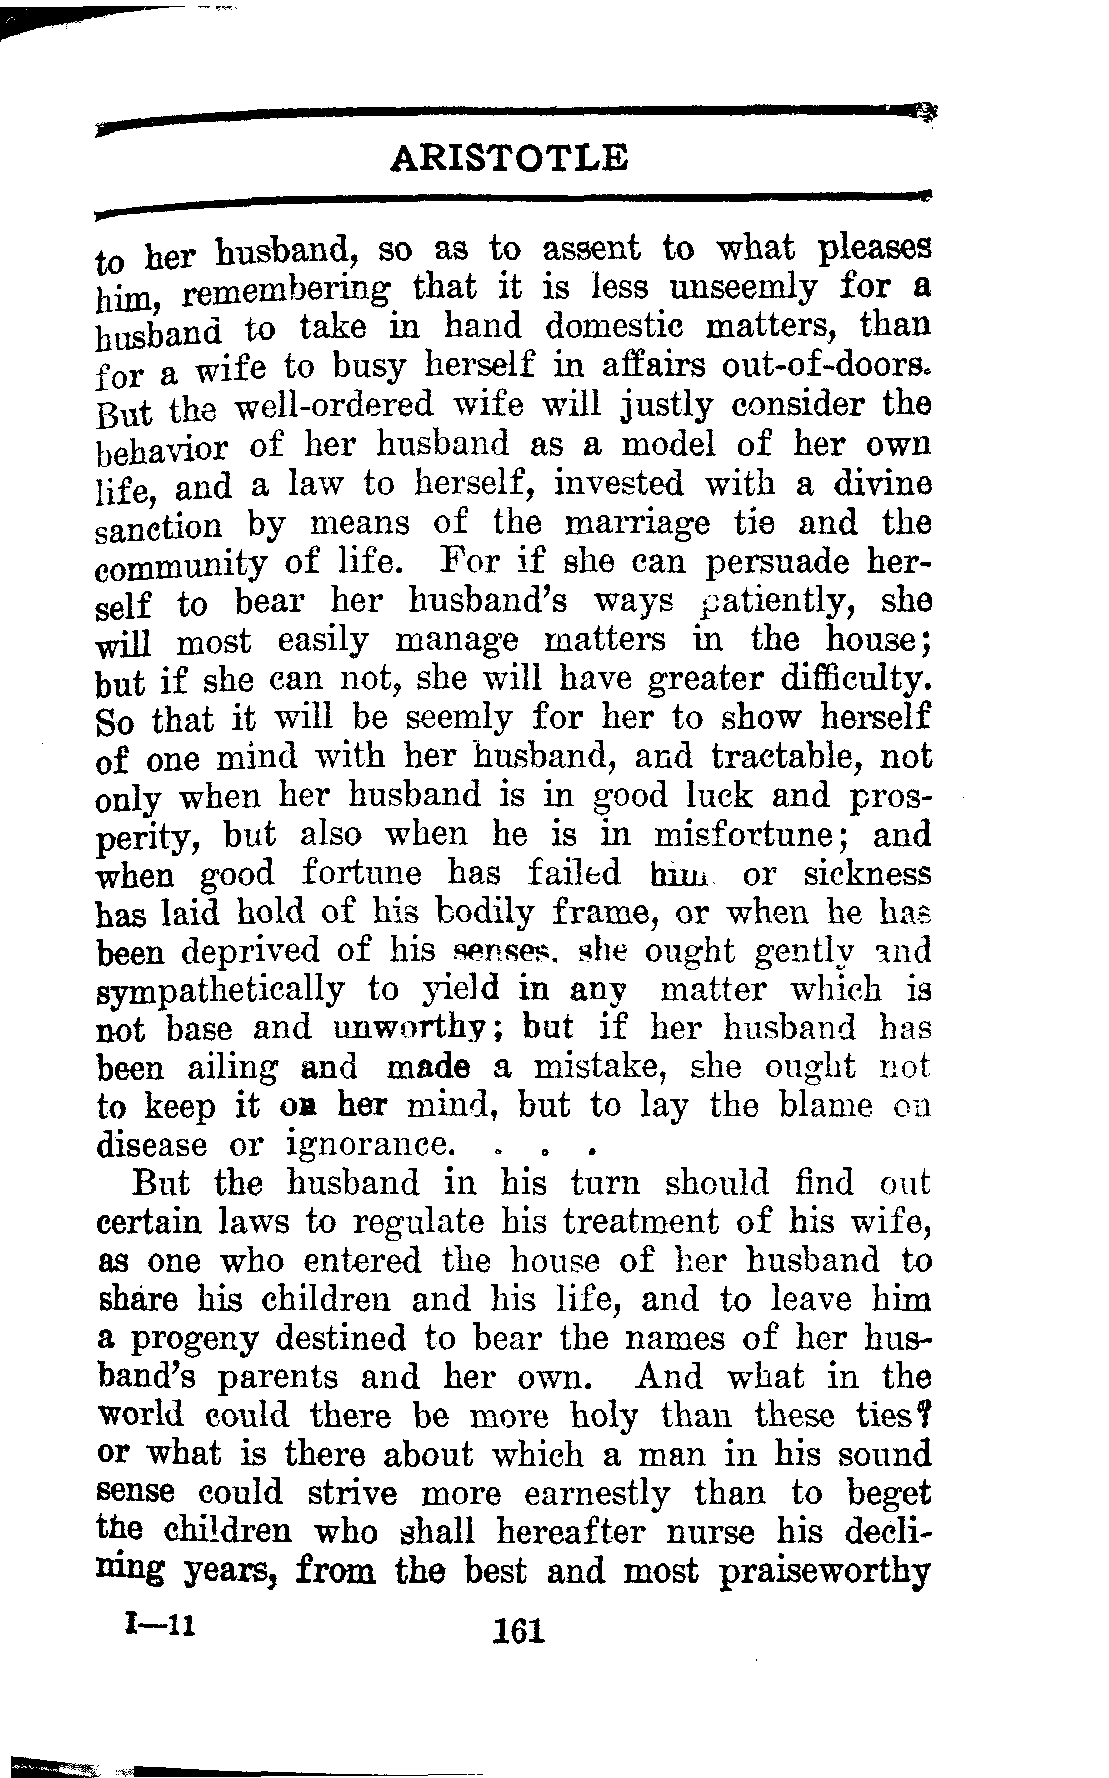 ARISTOTLE
to her husband, so as to assent to what pleases
him, remembering that it is less unseemly for a
husband to take in hand domestic matters, than
for a wife to busy herself in affairs out-of-doors.
But the well-ordered wife will justly consider the
behavior of her husband as a model of her own
life, and a law to herself, invested with a divine
sanction by means of the marriage tie and the
community of life. For if she can persuade her-
self to bear her husband's ways patiently, she
will most easily manage matters in the house;
but if she can not, she will have greater difficulty.
So that it will be seemly for her to show herself
of one mind with her husband, and tractable, not
only when her husband is in good luck and pros-
perity, but also when he is in misfortune; and
when good fortune has failed him or sickness
has laid hold of his bodily frame, or when he has
been deprived of his senses. she ought gently and
sympathetically to yield in any matter which is
not base and unworthy; but if her husband has
been ailing and made a mistake, she ought not
to keep it on her mind, but to lay the blame on
disease or ignorance. . . .
But the husband in his turn should find out
certain laws to regulate his treatment of his wife,
as one who entered the house of her husband to
share his children and his life, and to leave him
a progeny destined to bear the names of her hus-
band's parents and her own. And what in the
world could there be more holy than these ties?
or what is there about which a man in his sound
sense could strive more earnestly than to beget
the children who shall hereafter nurse his decli-
ning years, from the best and most praiseworthy
I—11 161